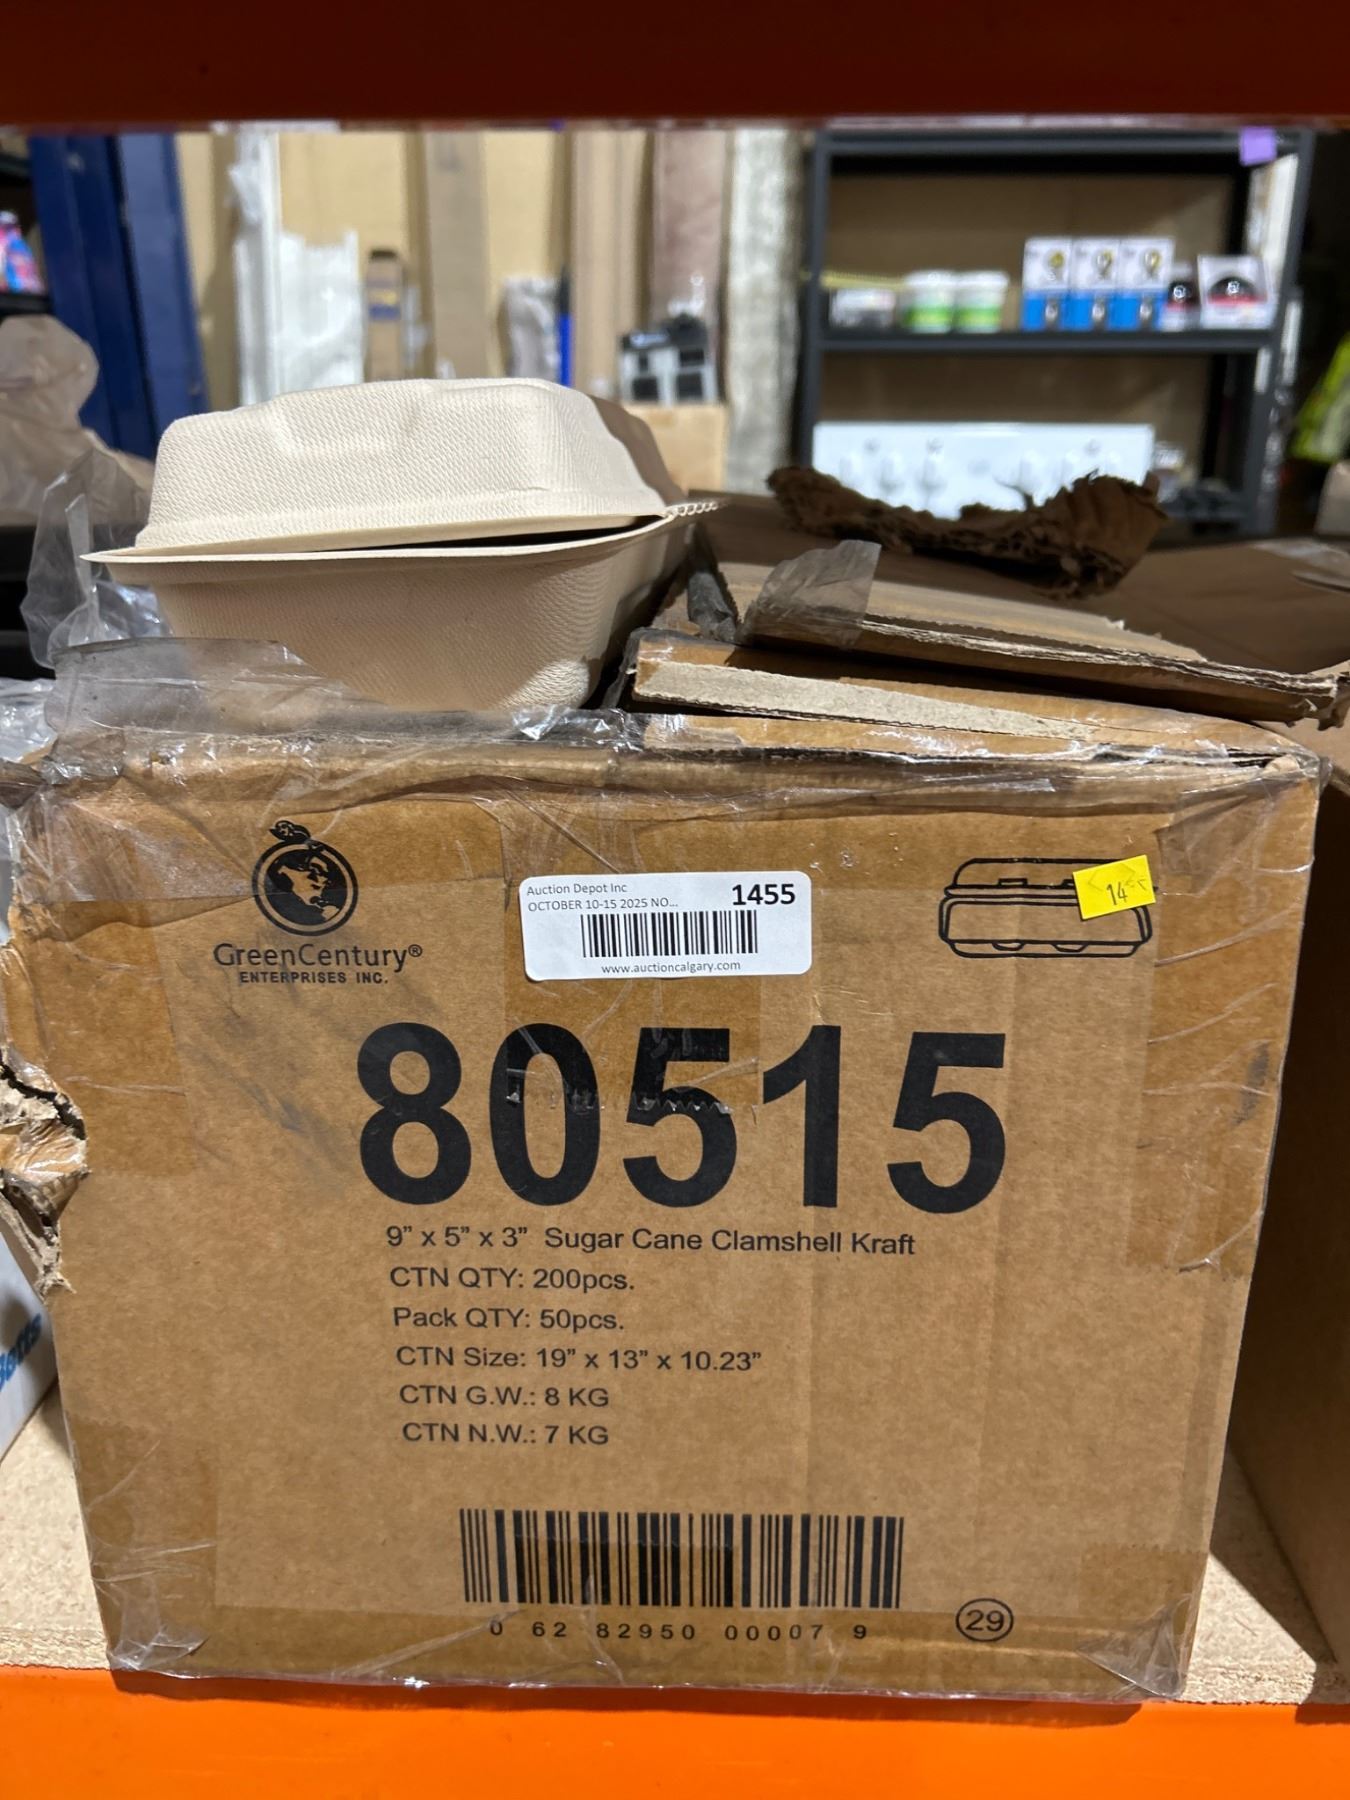 GreenCentury®
ENTERPRISES INC.
Auction Depot Inc
OCTOBER 10-15 2025 NO...
1455
www.auctioncalgary.com
80515
9" x 5" x 3" Sugar Cane Clamshell Kraft
CTN QTY: 200pcs.
Pack QTY: 50pcs.
CTN Size: 19" x 13" x 10.23"
CTN G.W.: 8 KG
CTN N.W.: 7 KG
0 62 82950 00007 9
29